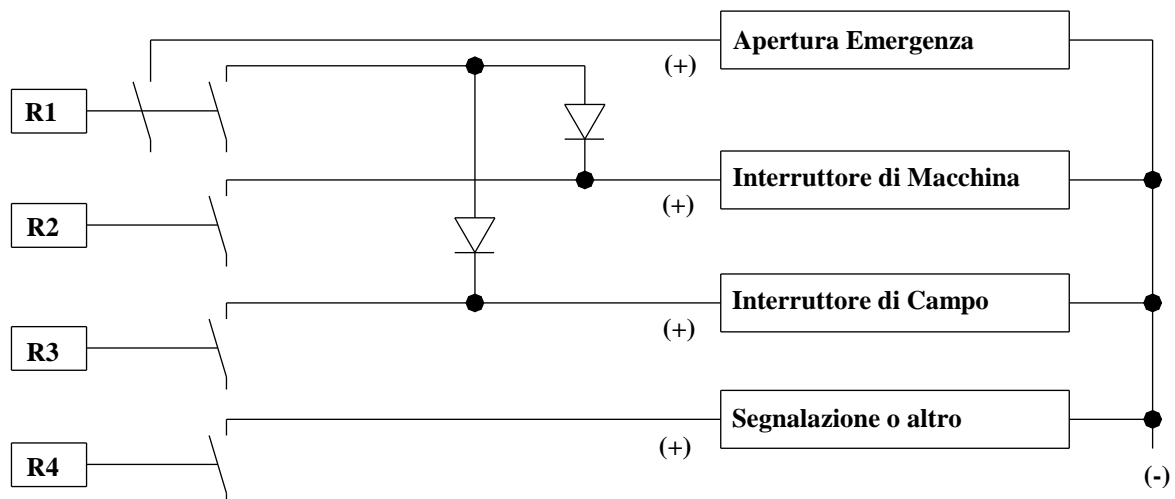 Apertura Emergenza
(+)
R1
Interruttore di Macchina
(+)
R2
Interruttore di Campo
(+)
R3
Segnalazione o altro
(+)
R4
(-)